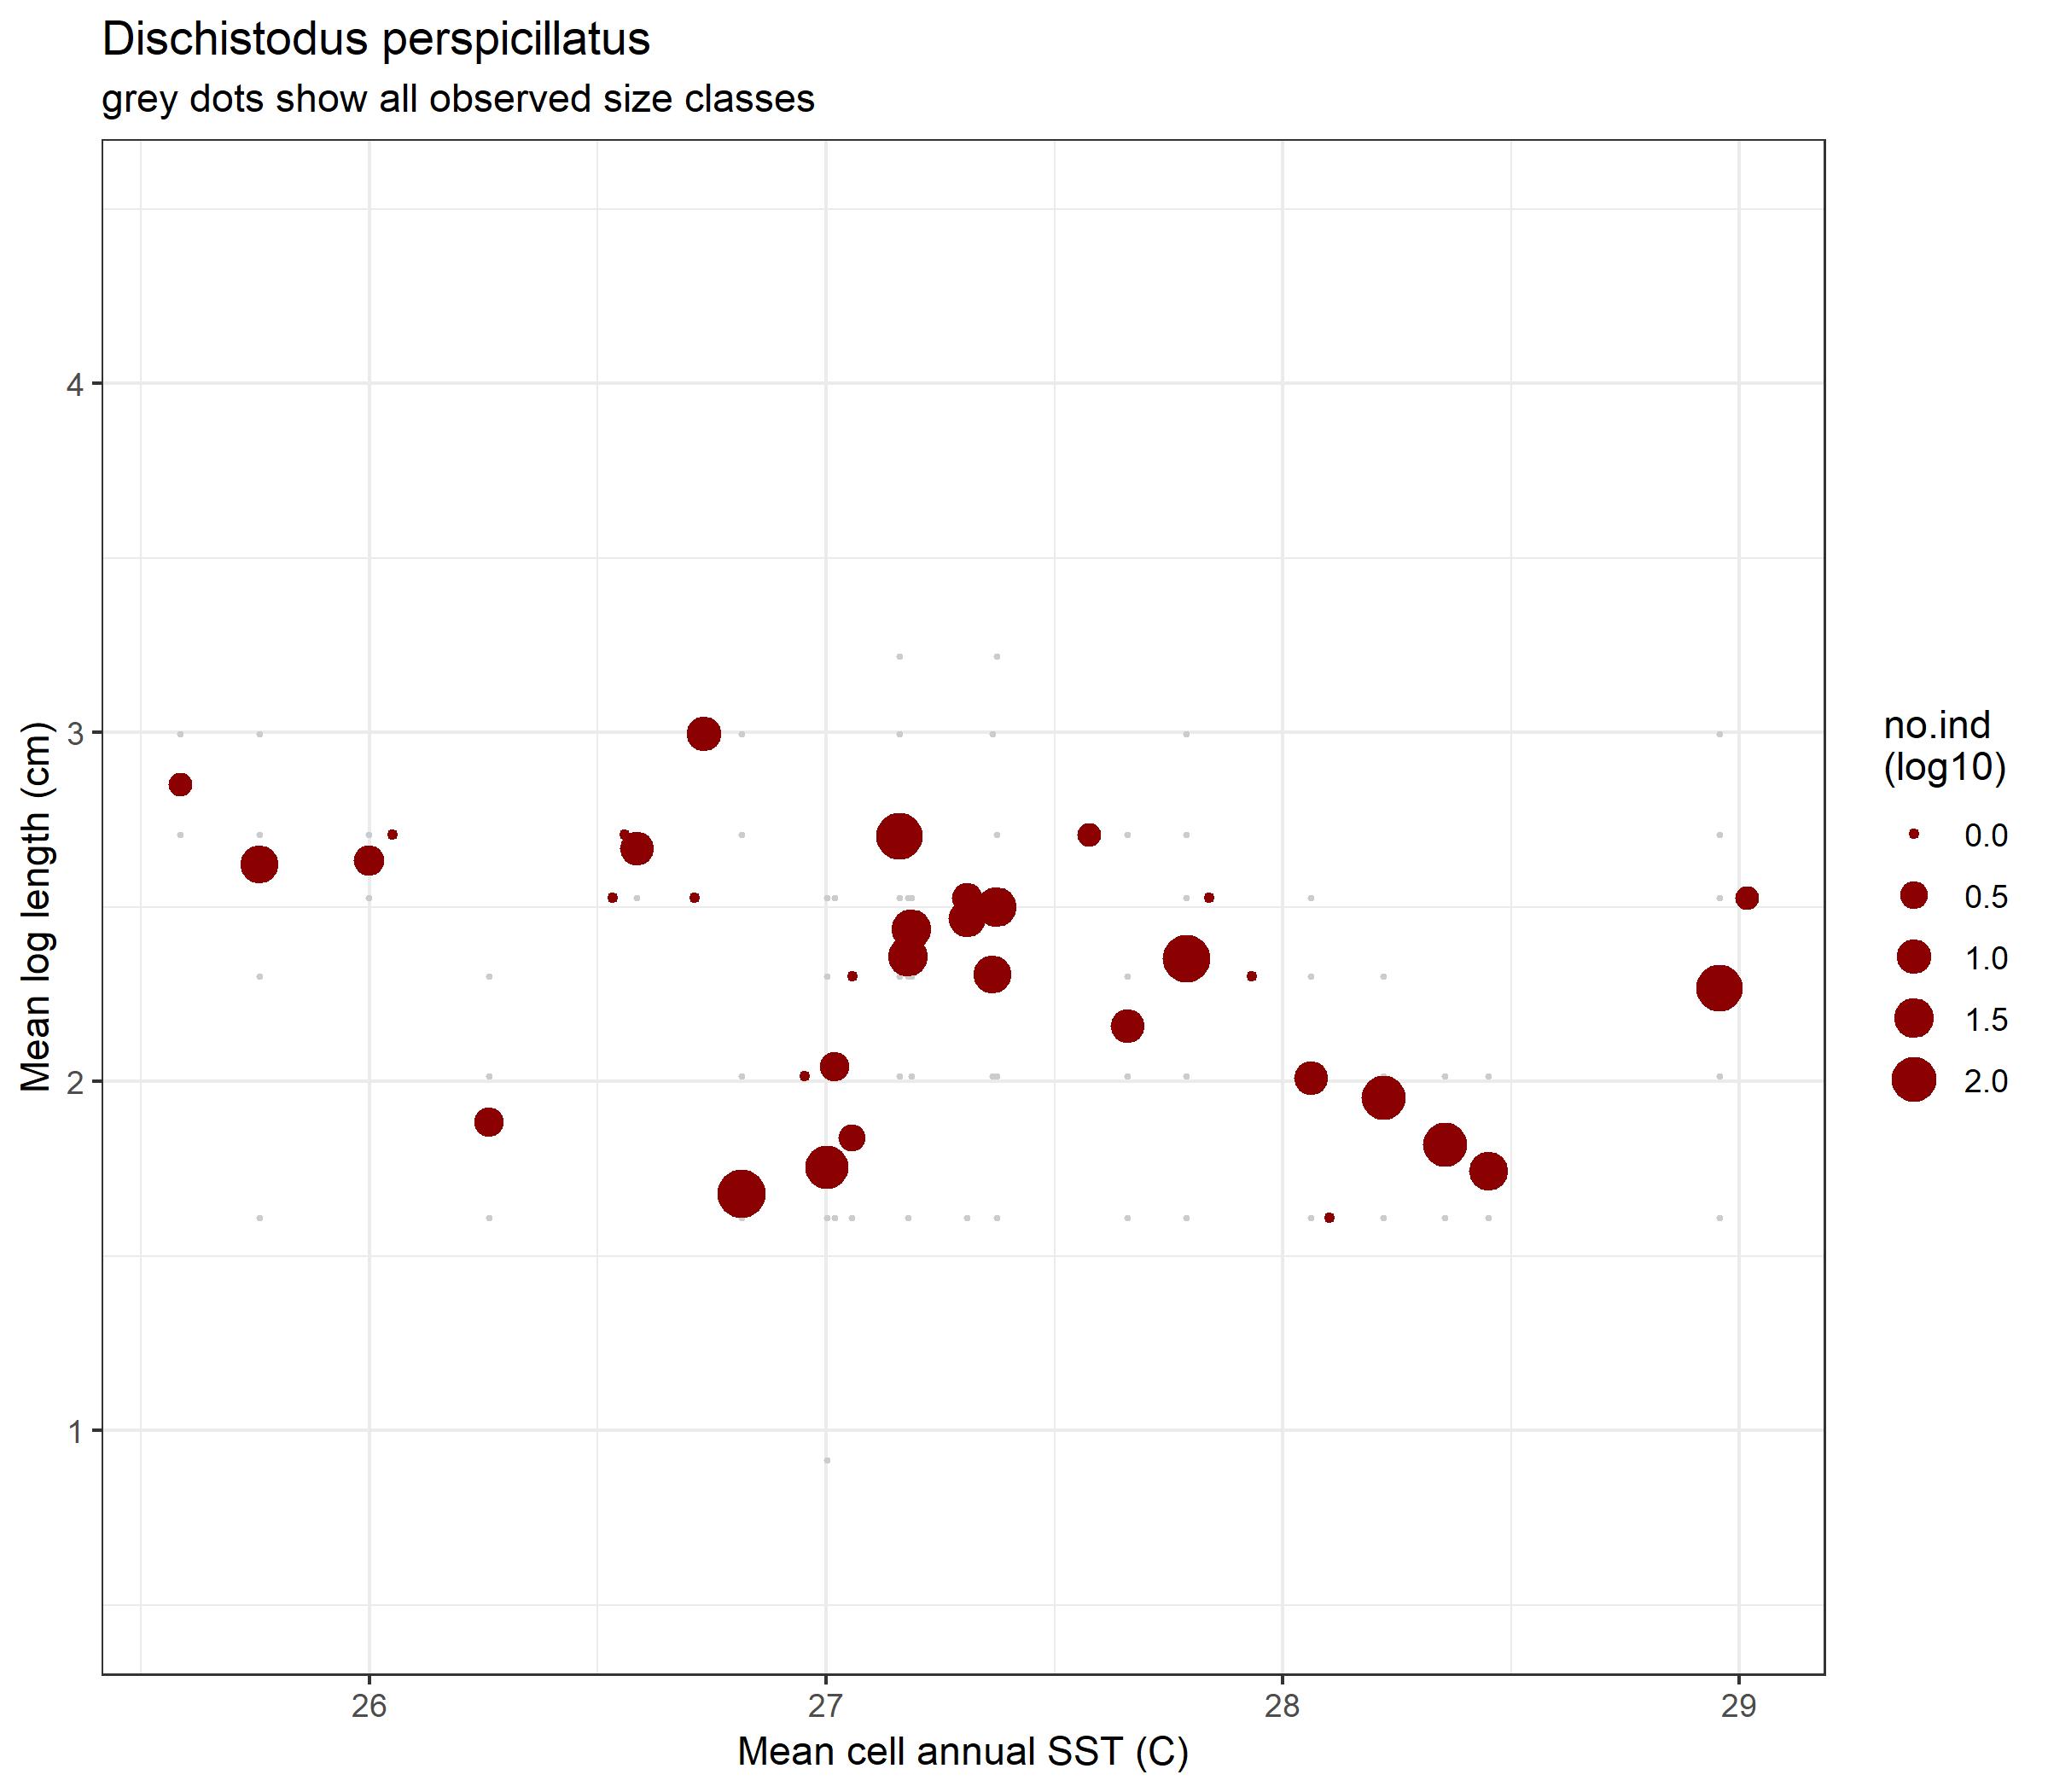 Dischistodus perspicillatus
grey dots show all observed size classes
Mean log length (cm)
4
3
2
1
26
27
28
29
Mean cell annual SST (C)
no.ind
(log10)
0.0
0.5
1.0
1.5
2.0